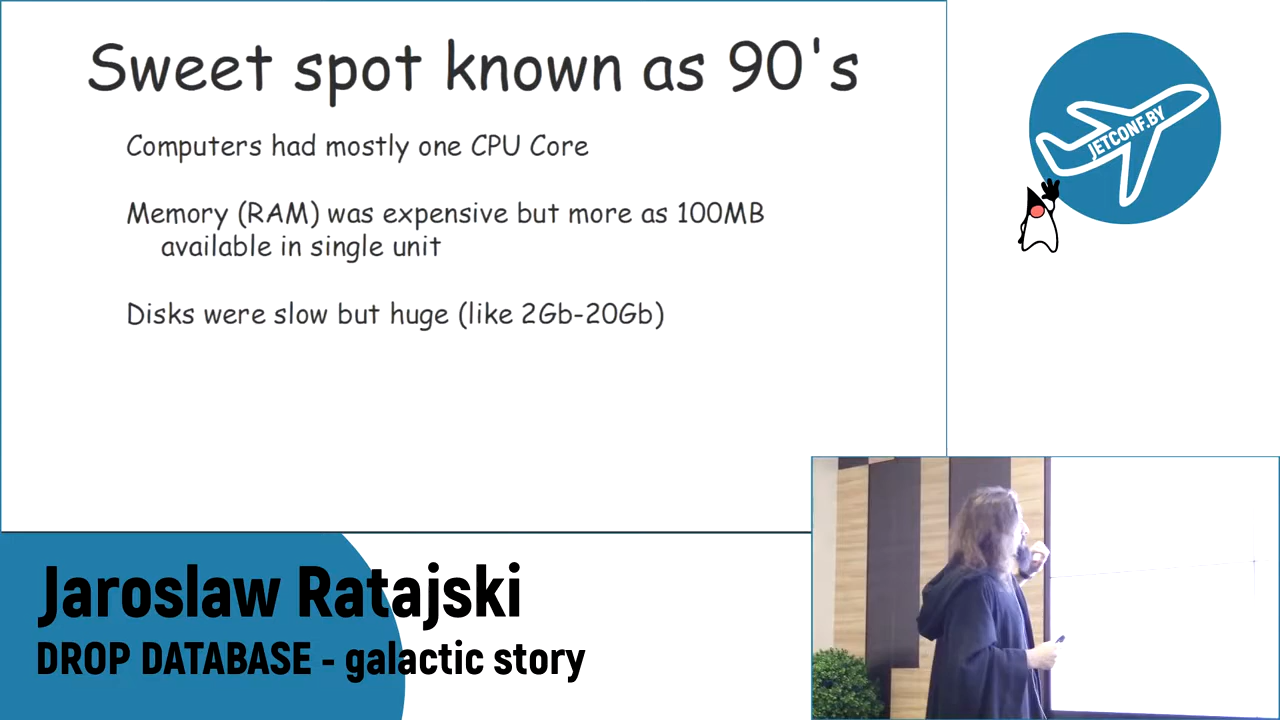 Sweet spot known as 90's
Computers had mostly one CPU Core
Memory (RAM) was expensive but more as 100MB
available in single unit
Disks were slow but huge (like 2Gb-20Gb)
JETCONF.BY
Jaroslaw Ratajski
DROP DATABASE - galactic story